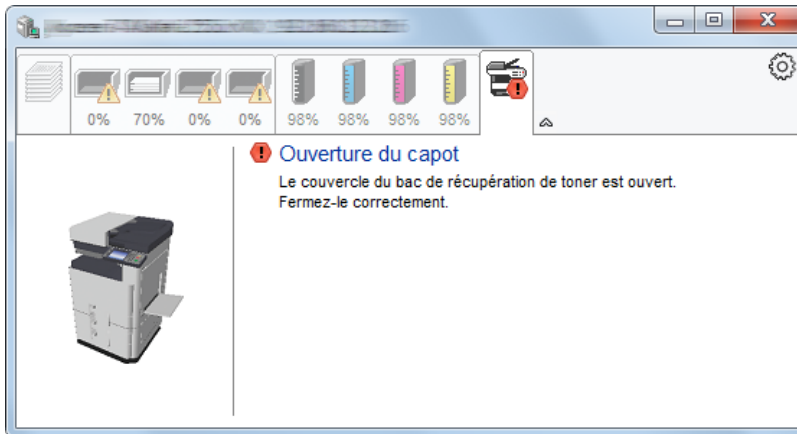 0% 70% 0% 0% 98% 98% 98% 98%
Ouverture du capot
Le couvercle du bac de récupération de toner est ouvert.
Fermez-le correctement.